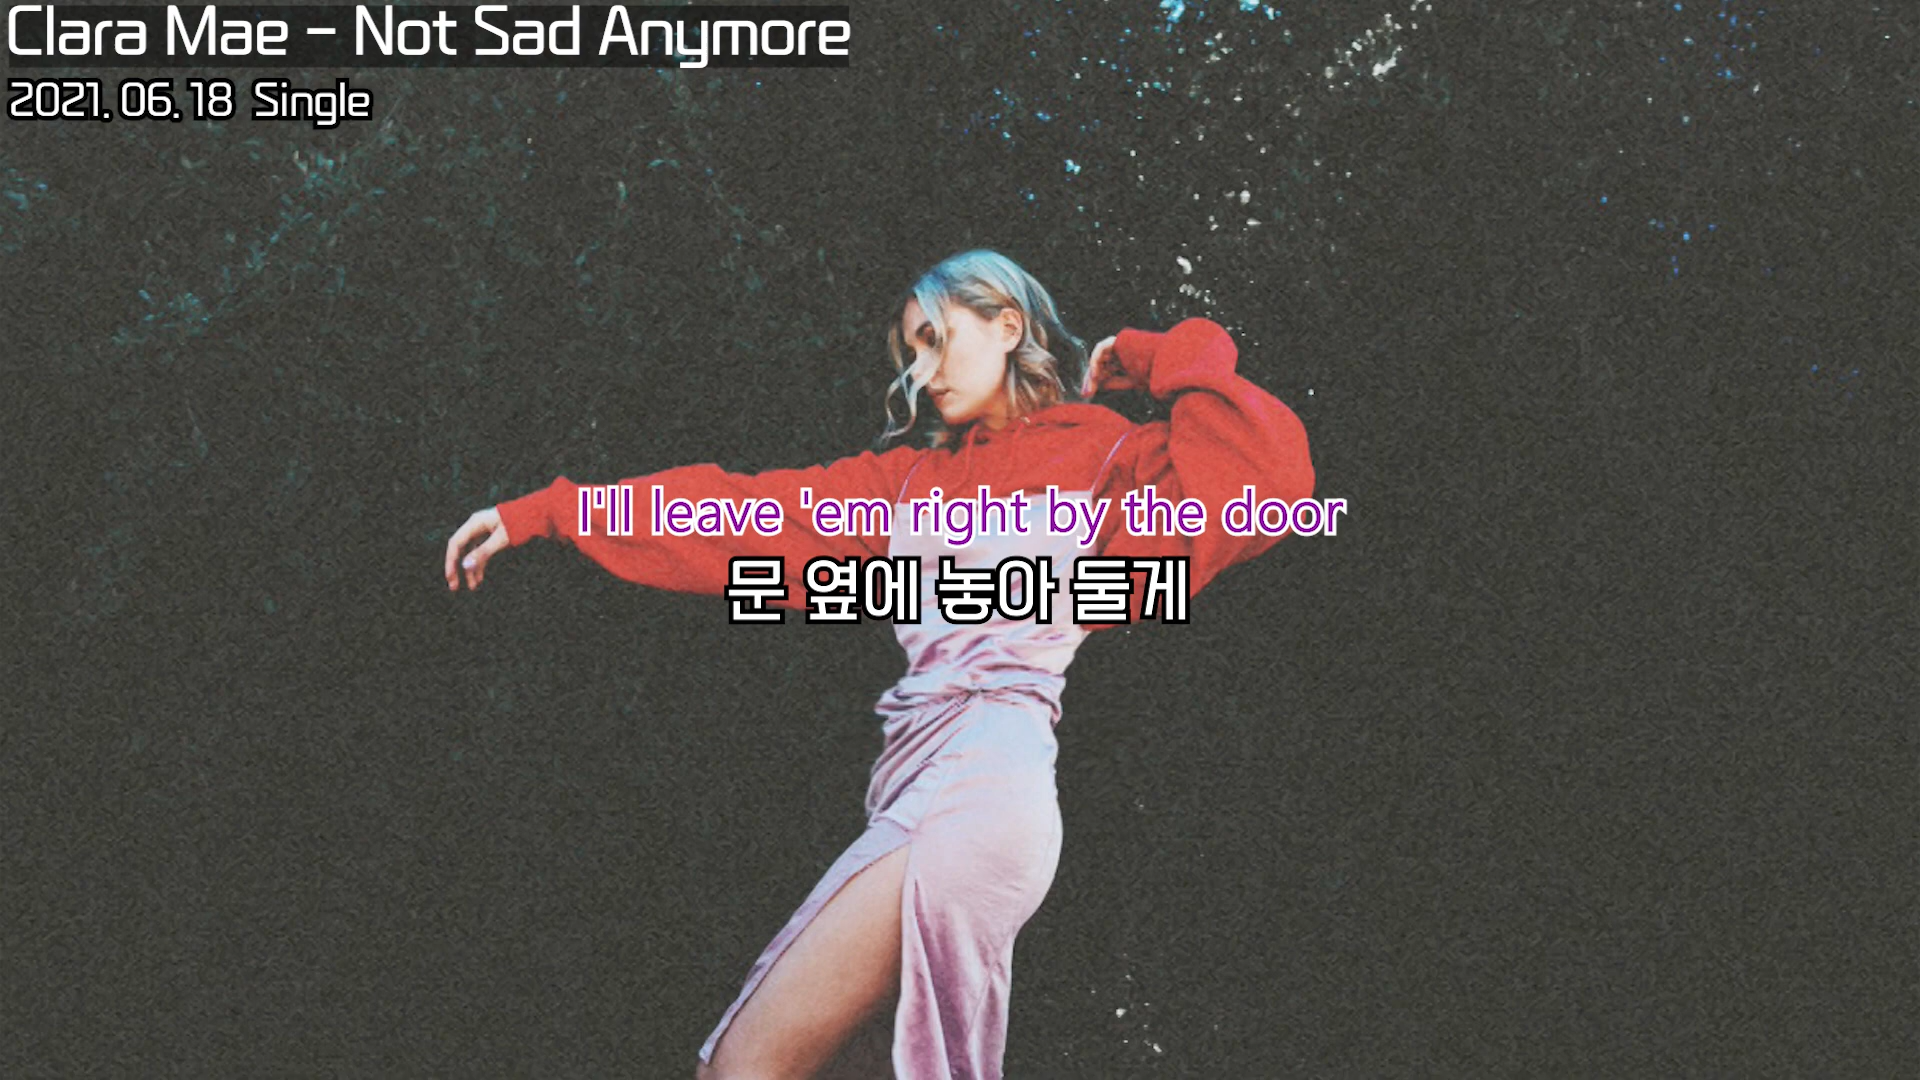 Clara Mae - Not Sad Anymore
2021. 06. 18 Single
I'll leave 'em right by the door
문 옆에 놓아 둘게